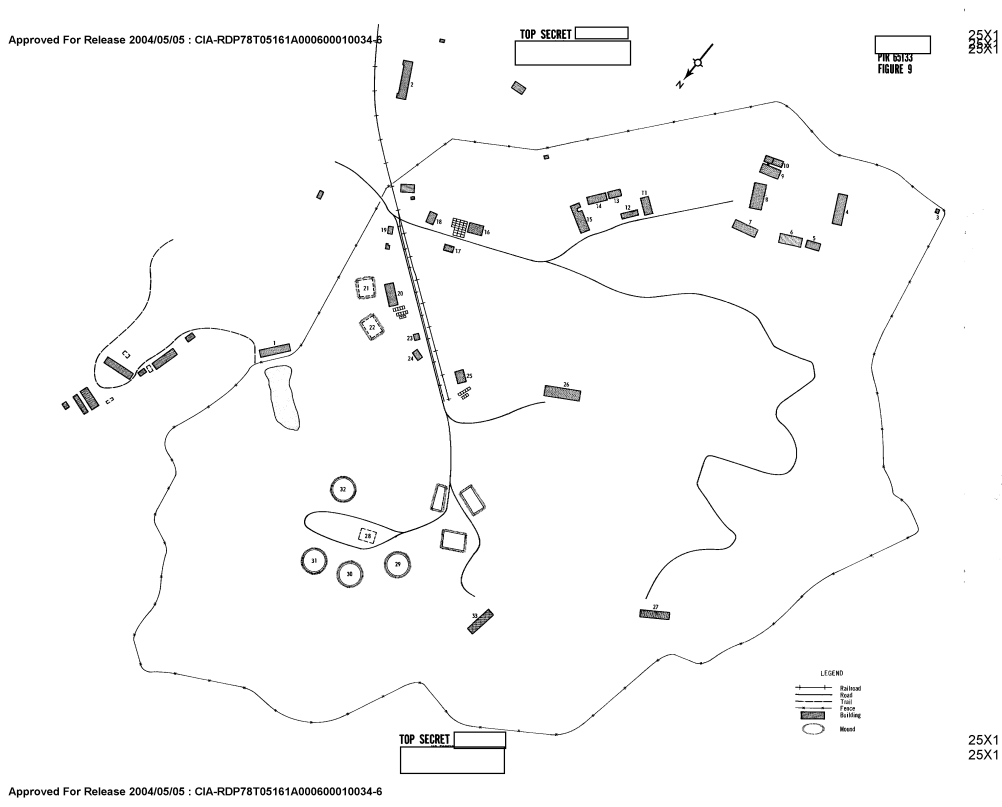 Approved For Release 2004/05/05 : CIA-RDP78T05161A000600010034-6
TOP SECRET
25X1
25X1
25X1
PIR 65133
FIGURE 9
N
1
2
3
4
5
6
7
8
9
10
11
12
13
14
15
16
17
18
19
20
21
22
23
24
25
26
27
28
29
30
31
32
33
LEGEND
Railroad
Road
Trail
Fence
Building
Mound
TOP SECRET
25X1
25X1
Approved For Release 2004/05/05 : CIA-RDP78T05161A000600010034-6